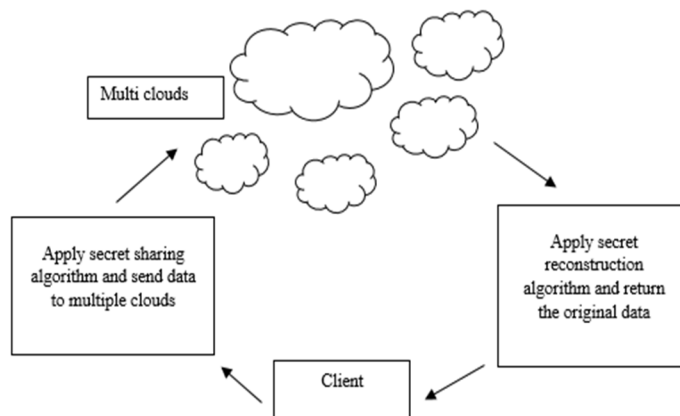 Multi clouds
Apply secret sharing
algorithm and send data
to multiple clouds
Apply secret
reconstruction
algorithm and return
the original data
Client